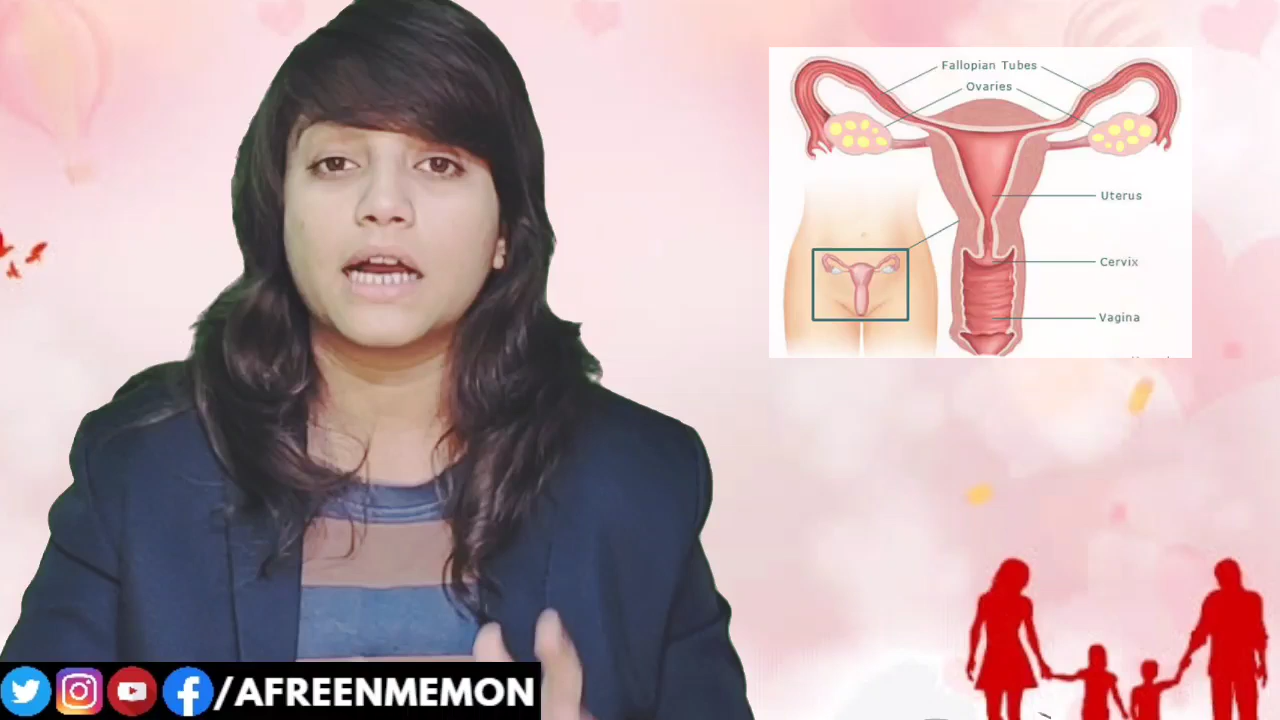 Fallopian Tubes
Ovaries
Uterus
Cervix
Vagina
/AFREENMEMON